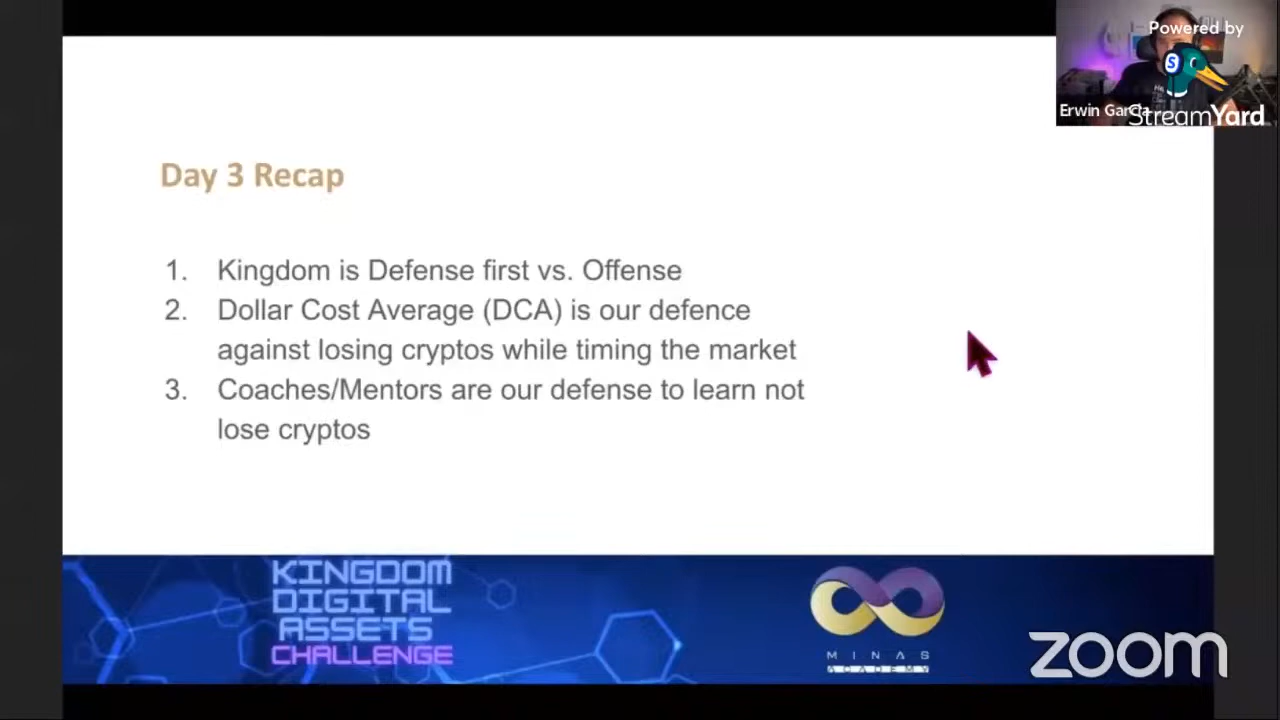 Powered by
S
Erwin Garcia
StreamYard
Day 3 Recap
1. Kingdom is Defense first vs. Offense
2. Dollar Cost Average (DCA) is our defence
against losing cryptos while timing the market
3. Coaches/Mentors are our defense to learn not
lose cryptos
KINGDOM
DIGITAL
ASSETS
CHALLENGE
MINAS
ACADEMY
zoom